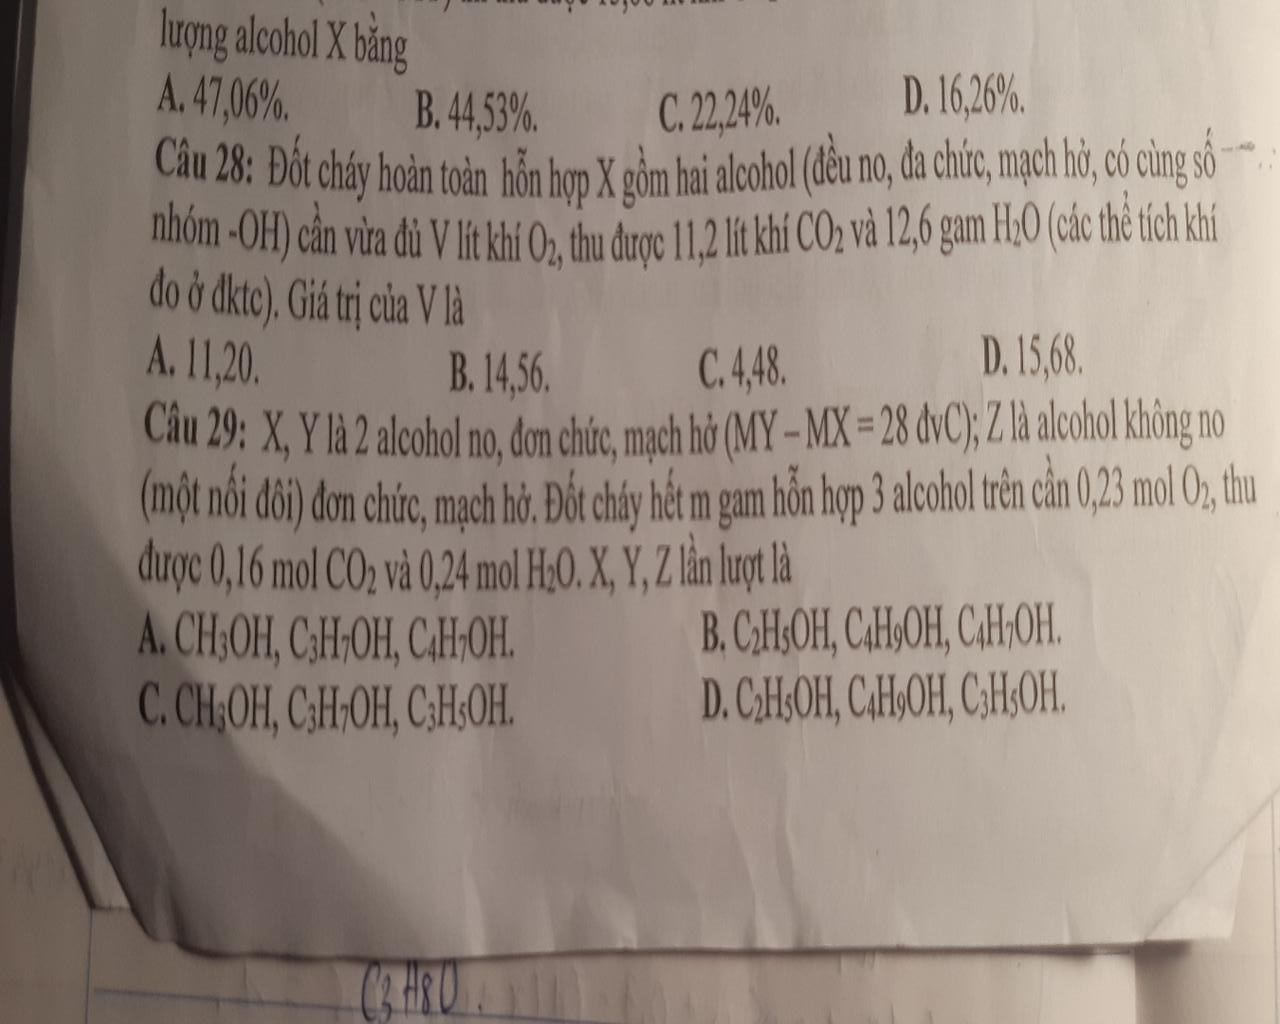 lượng alcohol X bằng
A. 47,06%. B. 44,53%. C. 22,24%. D. 16,26%.
Câu 28: Đốt cháy hoàn toàn hỗn hợp X gồm hai alcohol (đều no, đa chức, mạch hở, có cùng số
nhóm -OH) cần vừa đủ V lít khí O₂, thu được 11,2 lít khí CO₂ và 12,6 gam H₂O (các thể tích khí
đo ở đktc). Giá trị của V là
A. 11,20. B. 14,56. C. 4,48. D. 15,68.
Câu 29: X, Y là 2 alcohol no, đơn chức, mạch hở (MY – MX = 28 đvC); Z là alcohol không no
(một nối đôi) đơn chức, mạch hở. Đốt cháy hết m gam hỗn hợp 3 alcohol trên cần 0,23 mol O₂, thu
được 0,16 mol CO₂ và 0,24 mol H₂O. X, Y, Z lần lượt là
A. CH₃OH, C₃H₇OH, C₄H₇OH. B. C₂H₅OH, C₄H₉OH, C₄H₇OH.
C. CH₃OH, C₃H₇OH, C₃H₅OH. D. C₂H₅OH, C₄H₉OH, C₃H₅OH.
C₃H8O.